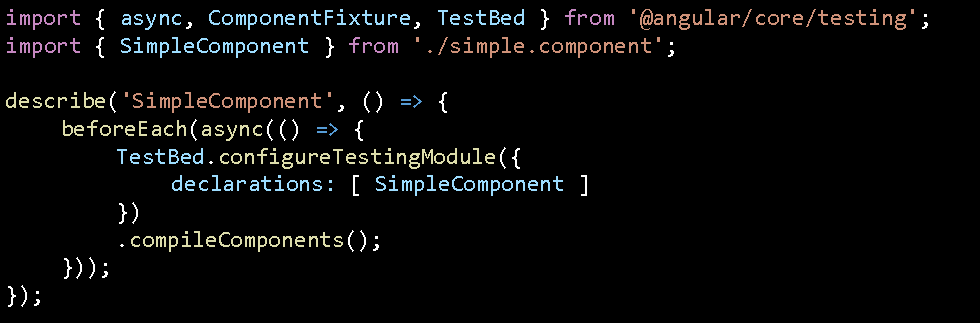 import { async, ComponentFixture, TestBed } from '@angular/core/testing';
import { SimpleComponent } from './simple.component';

describe('SimpleComponent', () => {
    beforeEach(async(() => {
        TestBed.configureTestingModule({
            declarations: [ SimpleComponent ]
        })
        .compileComponents();
    }));
});